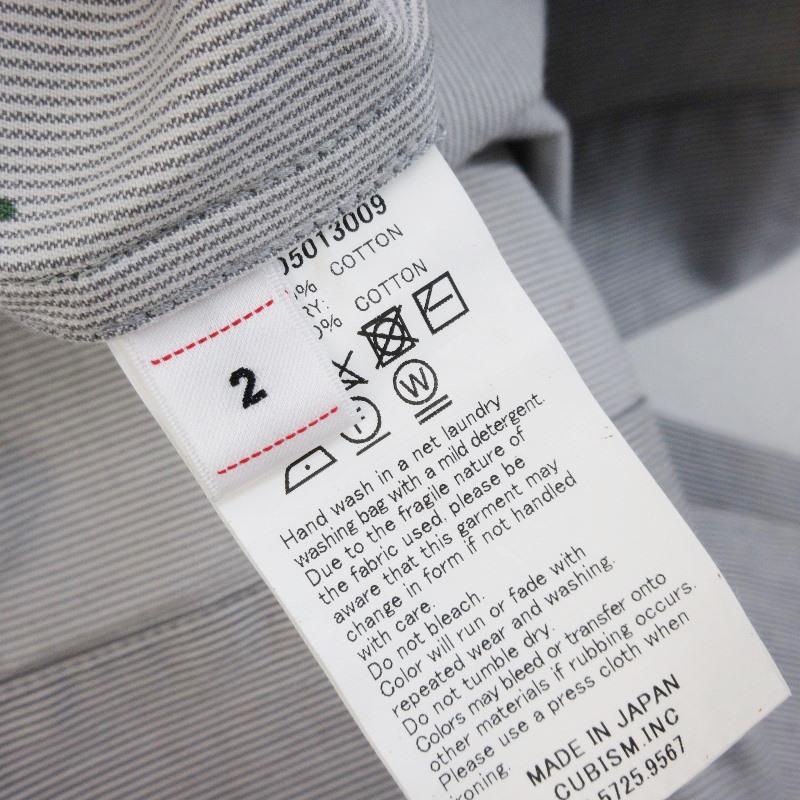 05013009
% COTTON
RY:
0% COTTON
2
W
F
Hand wash in a net laundry
washing bag with a mild detergent.
Due to the fragile nature of
the fabric used, please be
aware that this garment may
change in form if not handled
with care.
Do not bleach.
Color will run or fade with
repeated wear and washing.
Do not tumble dry.
Colors may bleed or transfer onto
other materials if rubbing occurs.
Please use a press cloth when
ironing.
MADE IN JAPAN
CUBISM.INC
5725.9567